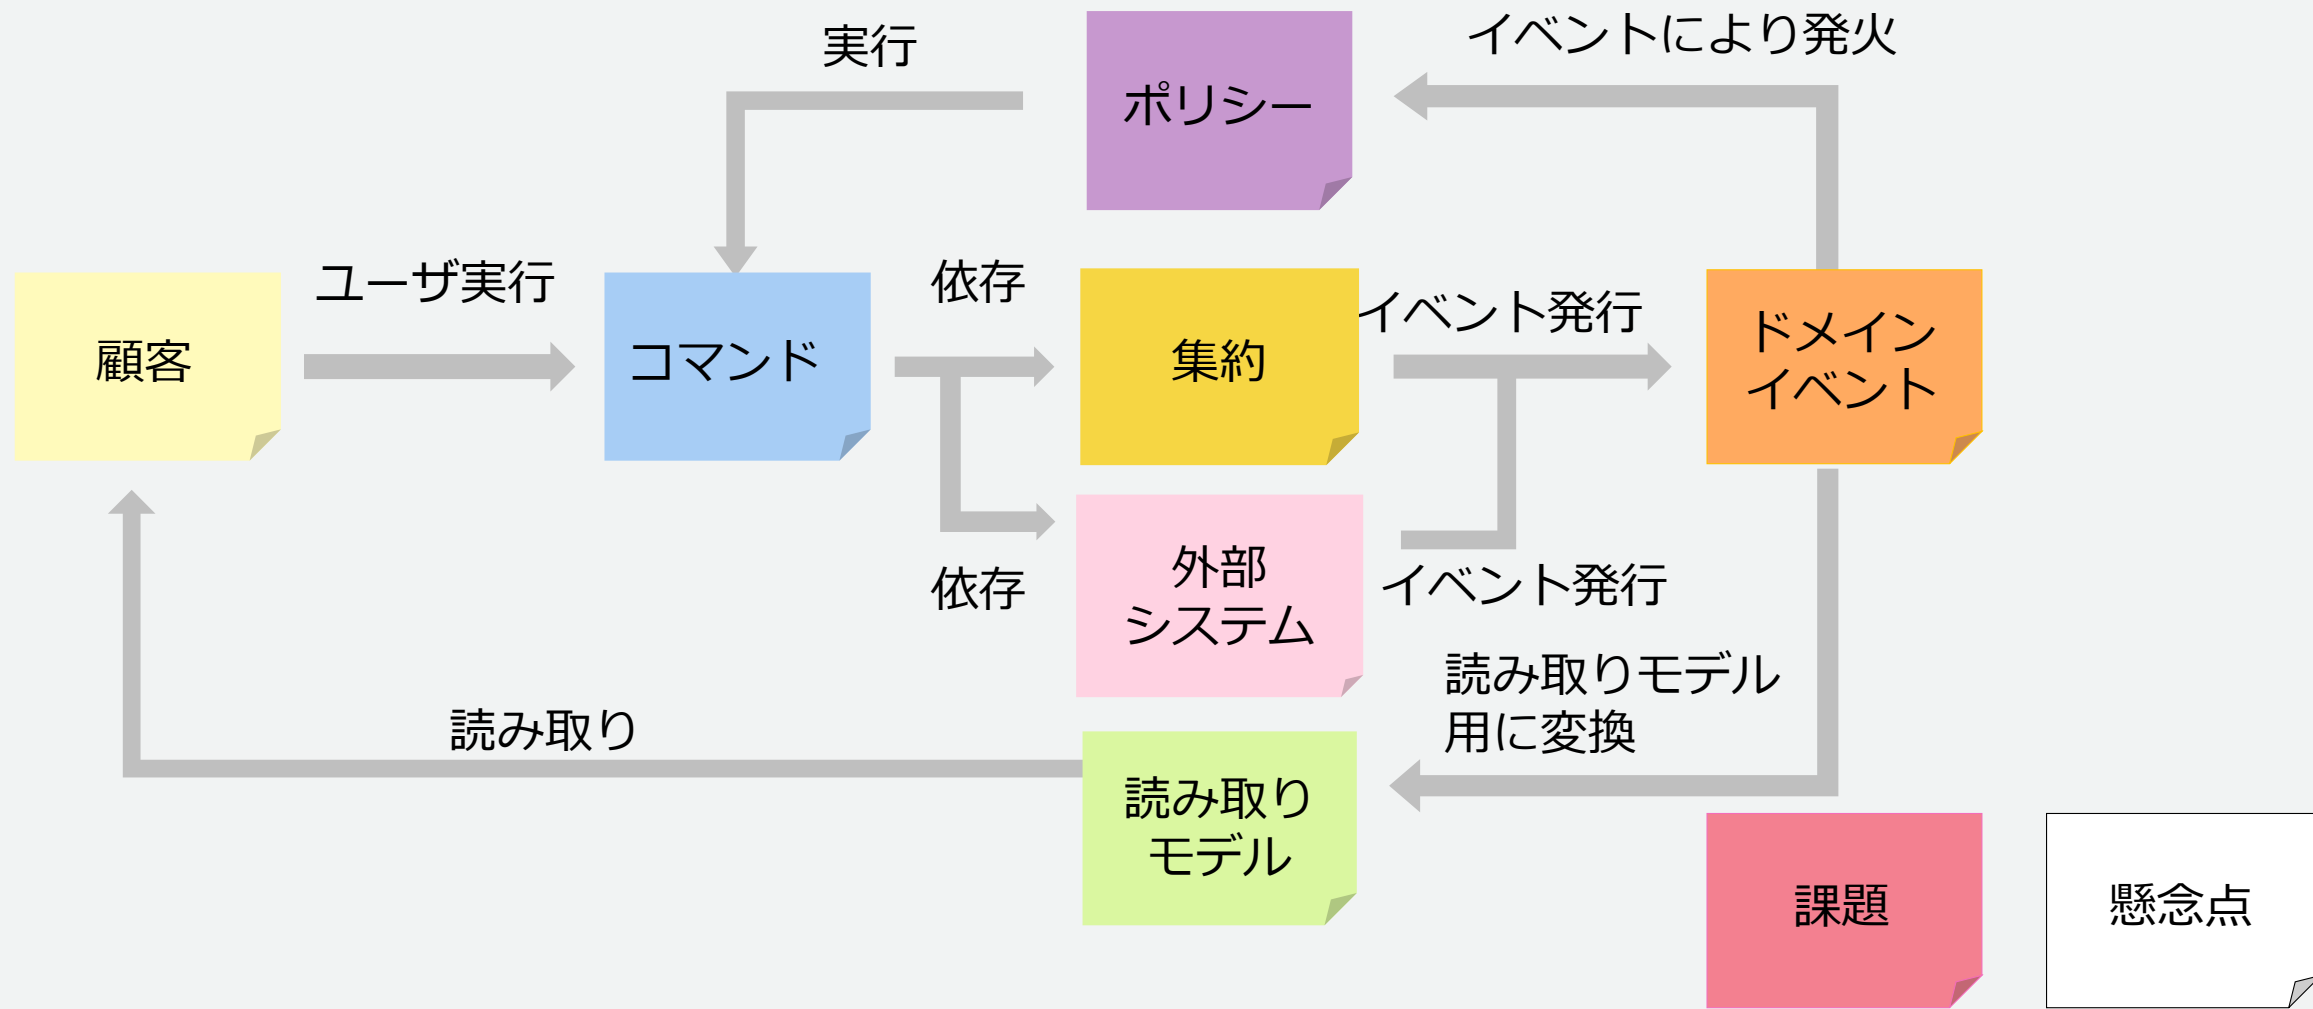 実行
ポリシー
イベントにより発火
顧客
ユーザ実行
コマンド
依存
集約
イベント発行
ドメイン
イベント
依存
外部
システム
イベント発行
読み取りモデル
用に変換
読み取り
読み取り
モデル
課題
懸念点